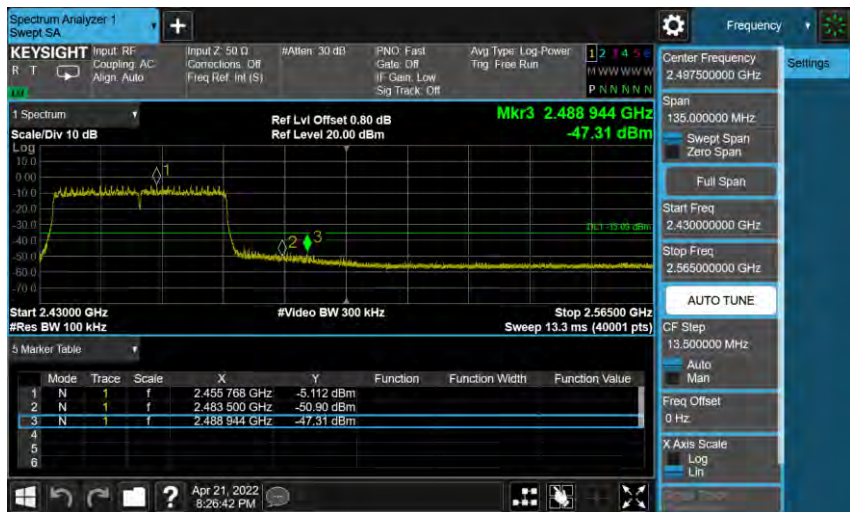 Spectrum Analyzer 1
Swept SA
+
Frequency
KEYSIGHT
R T
Input: RF
Coupling: AC
Align: Auto
Input Z: 50 Ω
Corrections: Off
Freq Ref: Int (S)
#Atten: 30 dB
PNO: Fast
Gate: Off
IF Gain: Low
Sig Track: Off
Avg Type: Log-Power
Trig: Free Run
1 2 3 4 5 6
M W W W W W
P N N N N N
Settings
1 Spectrum
Scale/Div 10 dB
Ref Lvl Offset 0.80 dB
Ref Level 20.00 dBm
Mkr3 2.488 944 GHz
-47.31 dBm
Log
10.0
0.00
-10.0
-20.0
-30.0
-40.0
-50.0
-60.0
-70.0
1
2
3
Start 2.43000 GHz
#Res BW 100 kHz
#Video BW 300 kHz
Stop 2.56500 GHz
Sweep 13.3 ms (40001 pts)
5 Marker Table
Mode Trace Scale X Y Function Function Width Function Value
1 N 1 f 2.455 768 GHz -5.112 dBm
2 N 1 f 2.483 500 GHz -50.90 dBm
3 N 1 f 2.488 944 GHz -47.31 dBm
4
5
6
Center Frequency
2.497500000 GHz
Span
135.000000 MHz
Swept Span
Zero Span
Full Span
Start Freq
2.430000000 GHz
Stop Freq
2.565000000 GHz
AUTO TUNE
CF Step
13.500000 MHz
Auto
Man
Freq Offset
0 Hz
X Axis Scale
Log
Lin
?
Apr 21, 2022
8:26:42 PM